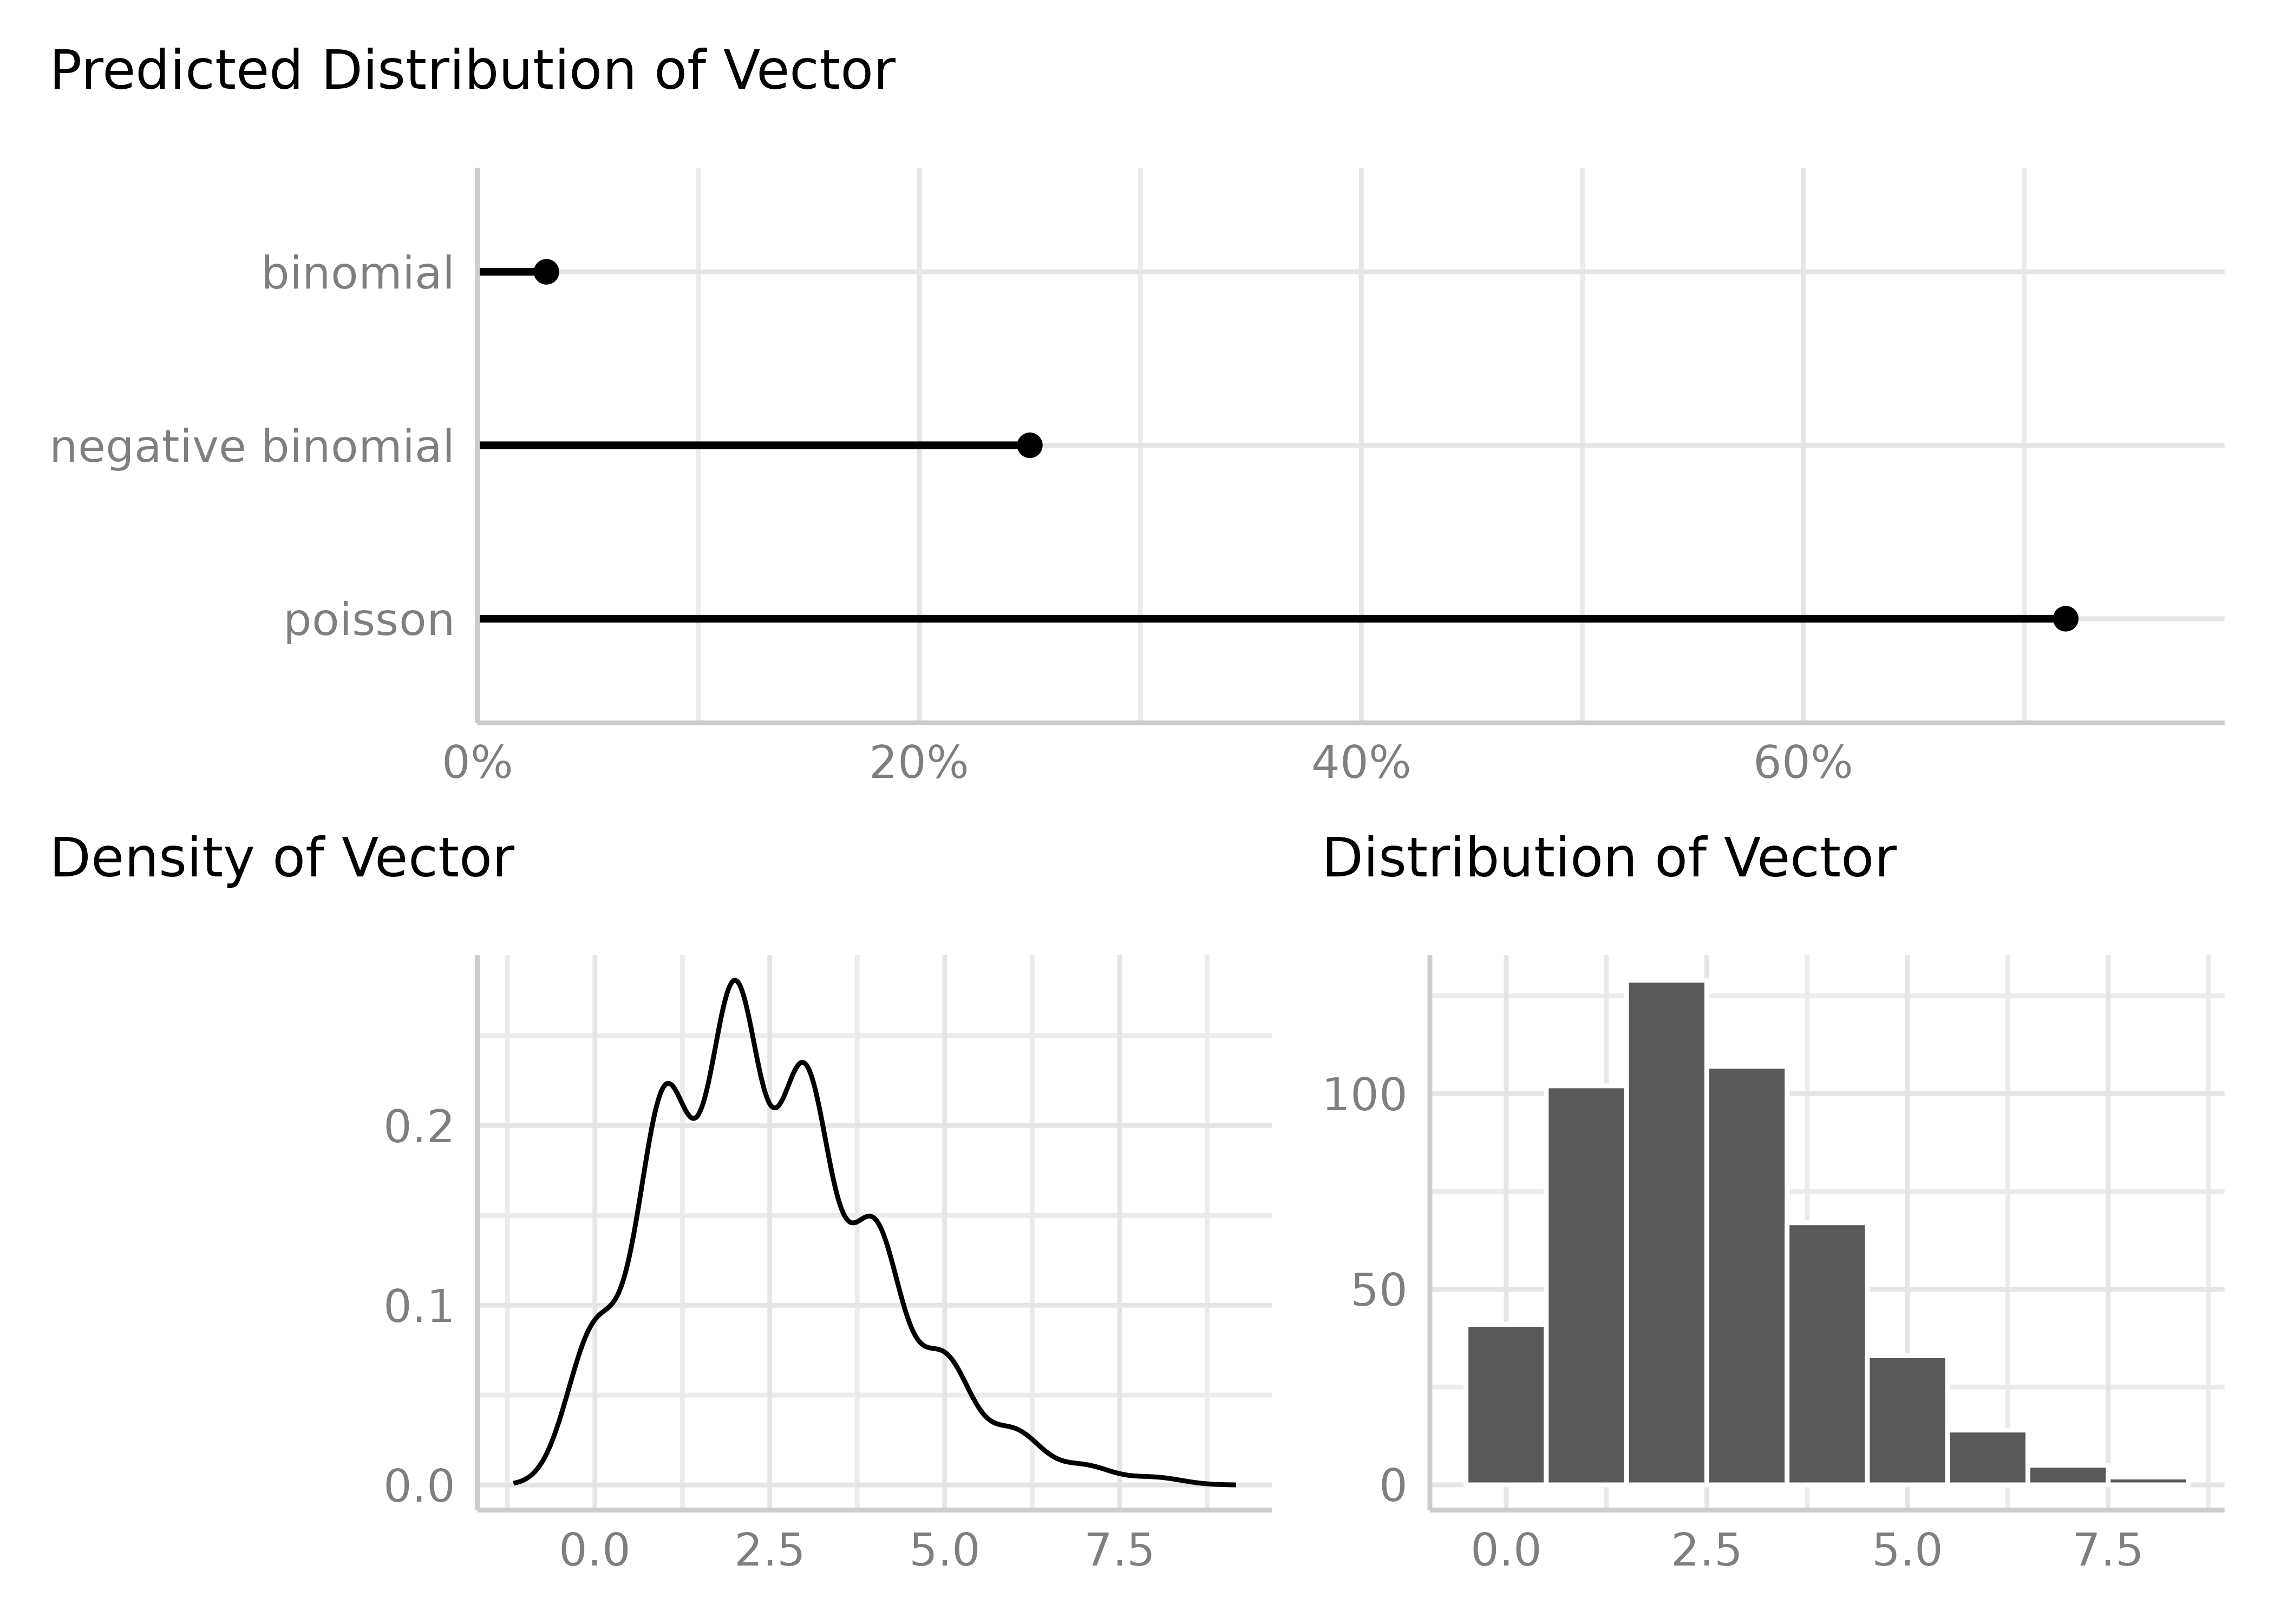 Predicted Distribution of Vector
binomial
negative binomial
poisson
0% 20% 40% 60%
Density of Vector
0.2
0.1
0.0
0.0 2.5 5.0 7.5
Distribution of Vector
100
50
0
0.0 2.5 5.0 7.5